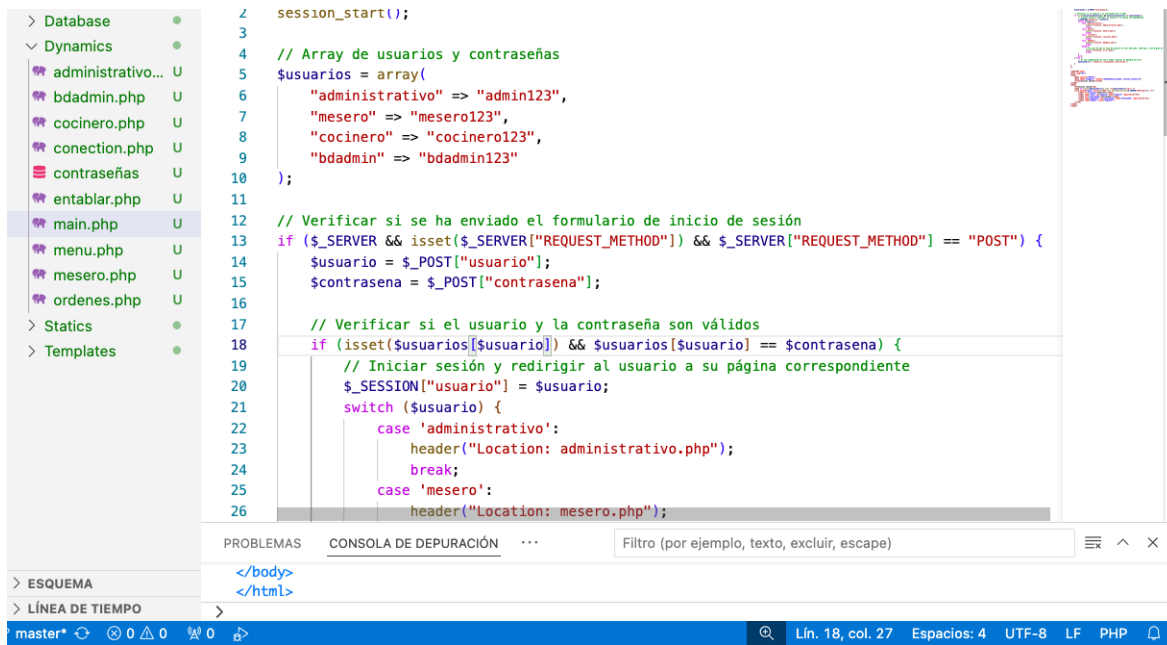 Database
Dynamics
administrativo... U
bdadmin.php U
cocinero.php U
conection.php U
contraseñas U
entablar.php U
main.php U
menu.php U
mesero.php U
ordenes.php U
Statics
Templates
ESQUEMA
LÍNEA DE TIEMPO
2 session_start();
3
4 // Array de usuarios y contraseñas
5 $usuarios = array(
6 "administrativo" => "admin123",
7 "mesero" => "mesero123",
8 "cocinero" => "cocinero123",
9 "bdadmin" => "bdadmin123"
10 );
11
12 // Verificar si se ha enviado el formulario de inicio de sesión
13 if ($_SERVER && isset($_SERVER["REQUEST_METHOD"]) && $_SERVER["REQUEST_METHOD"] == "POST") {
14 $usuario = $_POST["usuario"];
15 $contrasena = $_POST["contrasena"];
16
17 // Verificar si el usuario y la contraseña son válidos
18 if (isset($usuarios[$usuario]) && $usuarios[$usuario] == $contrasena) {
19 // Iniciar sesión y redirigir al usuario a su página correspondiente
20 $_SESSION["usuario"] = $usuario;
21 switch ($usuario) {
22 case 'administrativo':
23 header("Location: administrativo.php");
24 break;
25 case 'mesero':
26 header("Location: mesero.php");
PROBLEMAS CONSOLA DE DEPURACIÓN ··· Filtro (por ejemplo, texto, excluir, escape)
</body>
</html>
>
master* 0 0 0 Lín. 18, col. 27 Espacios: 4 UTF-8 LF PHP